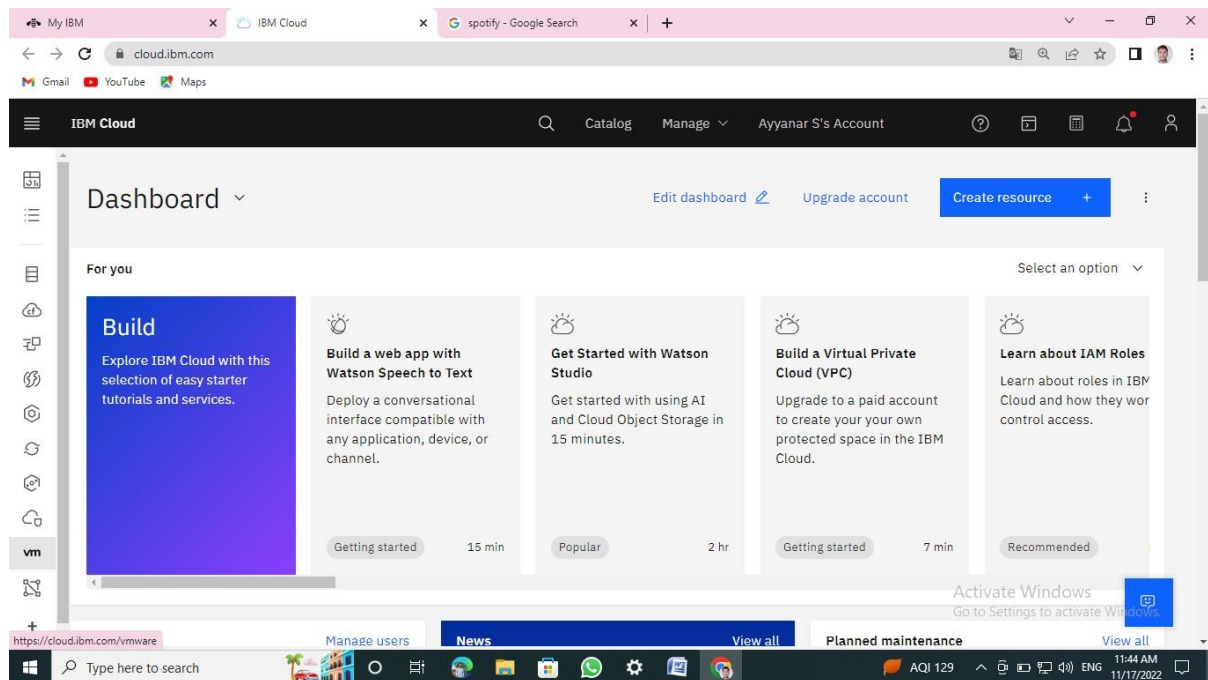 My IBM
IBM Cloud
spotify - Google Search
cloud.ibm.com
Gmail
YouTube
Maps
IBM Cloud
Catalog
Manage
Ayyanar S's Account
Dashboard
Edit dashboard
Upgrade account
Create resource +
For you
Select an option
Build
Explore IBM Cloud with this
selection of easy starter
tutorials and services.
Build a web app with
Watson Speech to Text
Deploy a conversational
interface compatible with
any application, device, or
channel.
Getting started
15 min
Get Started with Watson
Studio
Get started with using AI
and Cloud Object Storage in
15 minutes.
Popular
2 hr
Build a Virtual Private
Cloud (VPC)
Upgrade to a paid account
to create your your own
protected space in the IBM
Cloud.
Getting started
7 min
Learn about IAM Roles
Learn about roles in IBM
Cloud and how they wor
control access.
Recommended
vm
Activate Windows
Go to Settings to activate Windows.
https://cloud.ibm.com/vmware
Manage users
News
View all
Planned maintenance
View all
Type here to search
AQI 129
ENG
11:44 AM
11/17/2022